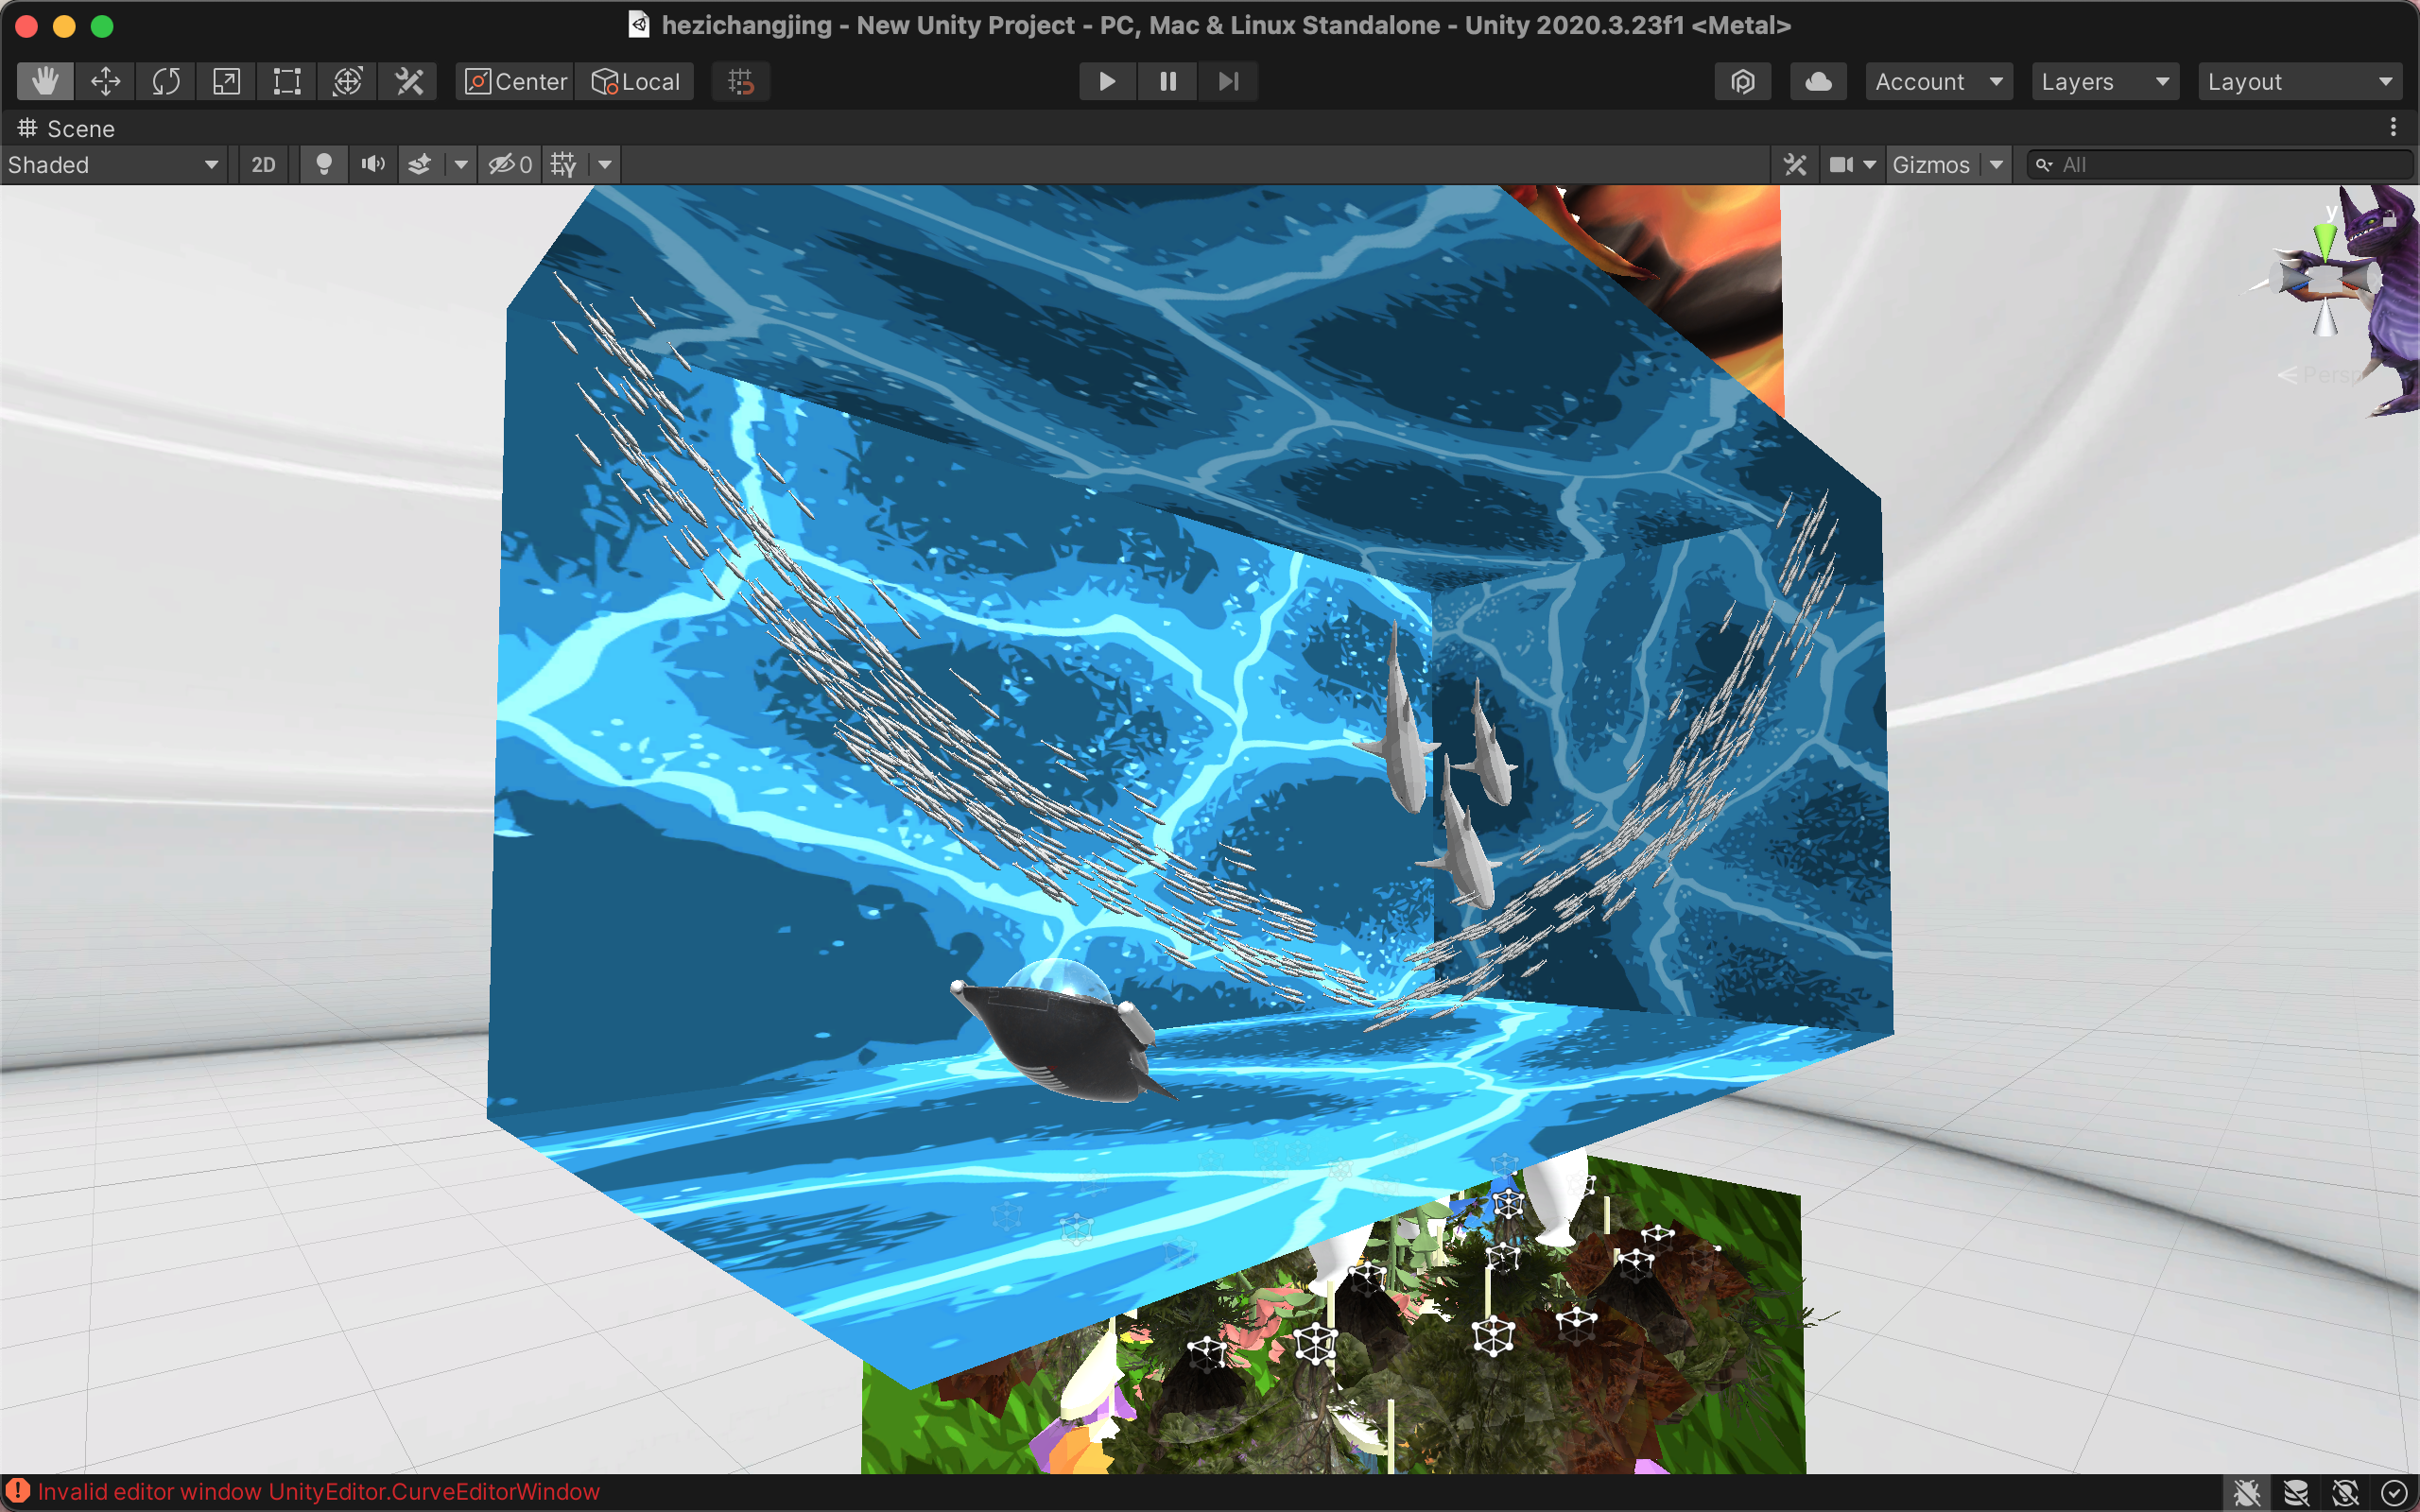 hezichangjing - New Unity Project - PC, Mac & Linux Standalone - Unity 2020.3.23f1 <Metal>
Center Local Account Layers Layout
Scene
Shaded 2D 0 Gizmos All
y
Persp
Invalid editor window UnityEditor.CurveEditorWindow